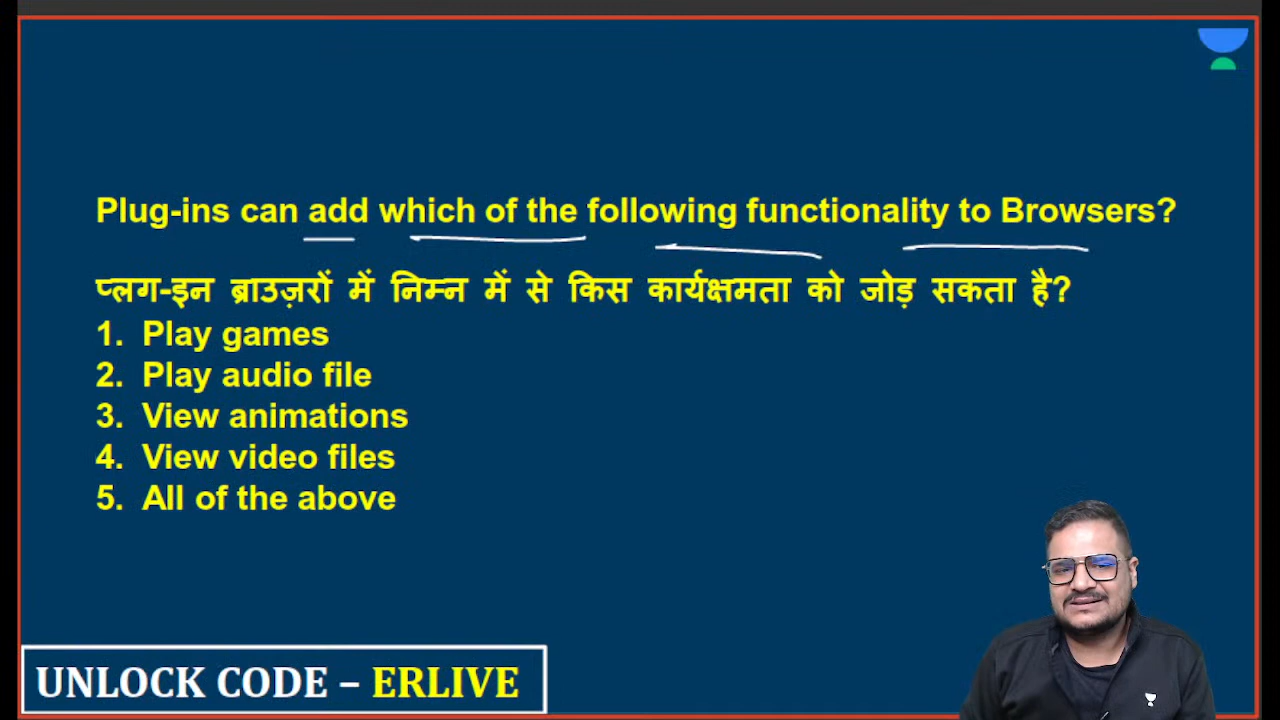 Plug-ins can add which of the following functionality to Browsers?
प्लग-इन ब्राउज़रों में निम्न में से किस कार्यक्षमता को जोड़ सकता है?
1. Play games
2. Play audio file
3. View animations
4. View video files
5. All of the above
UNLOCK CODE – ERLIVE